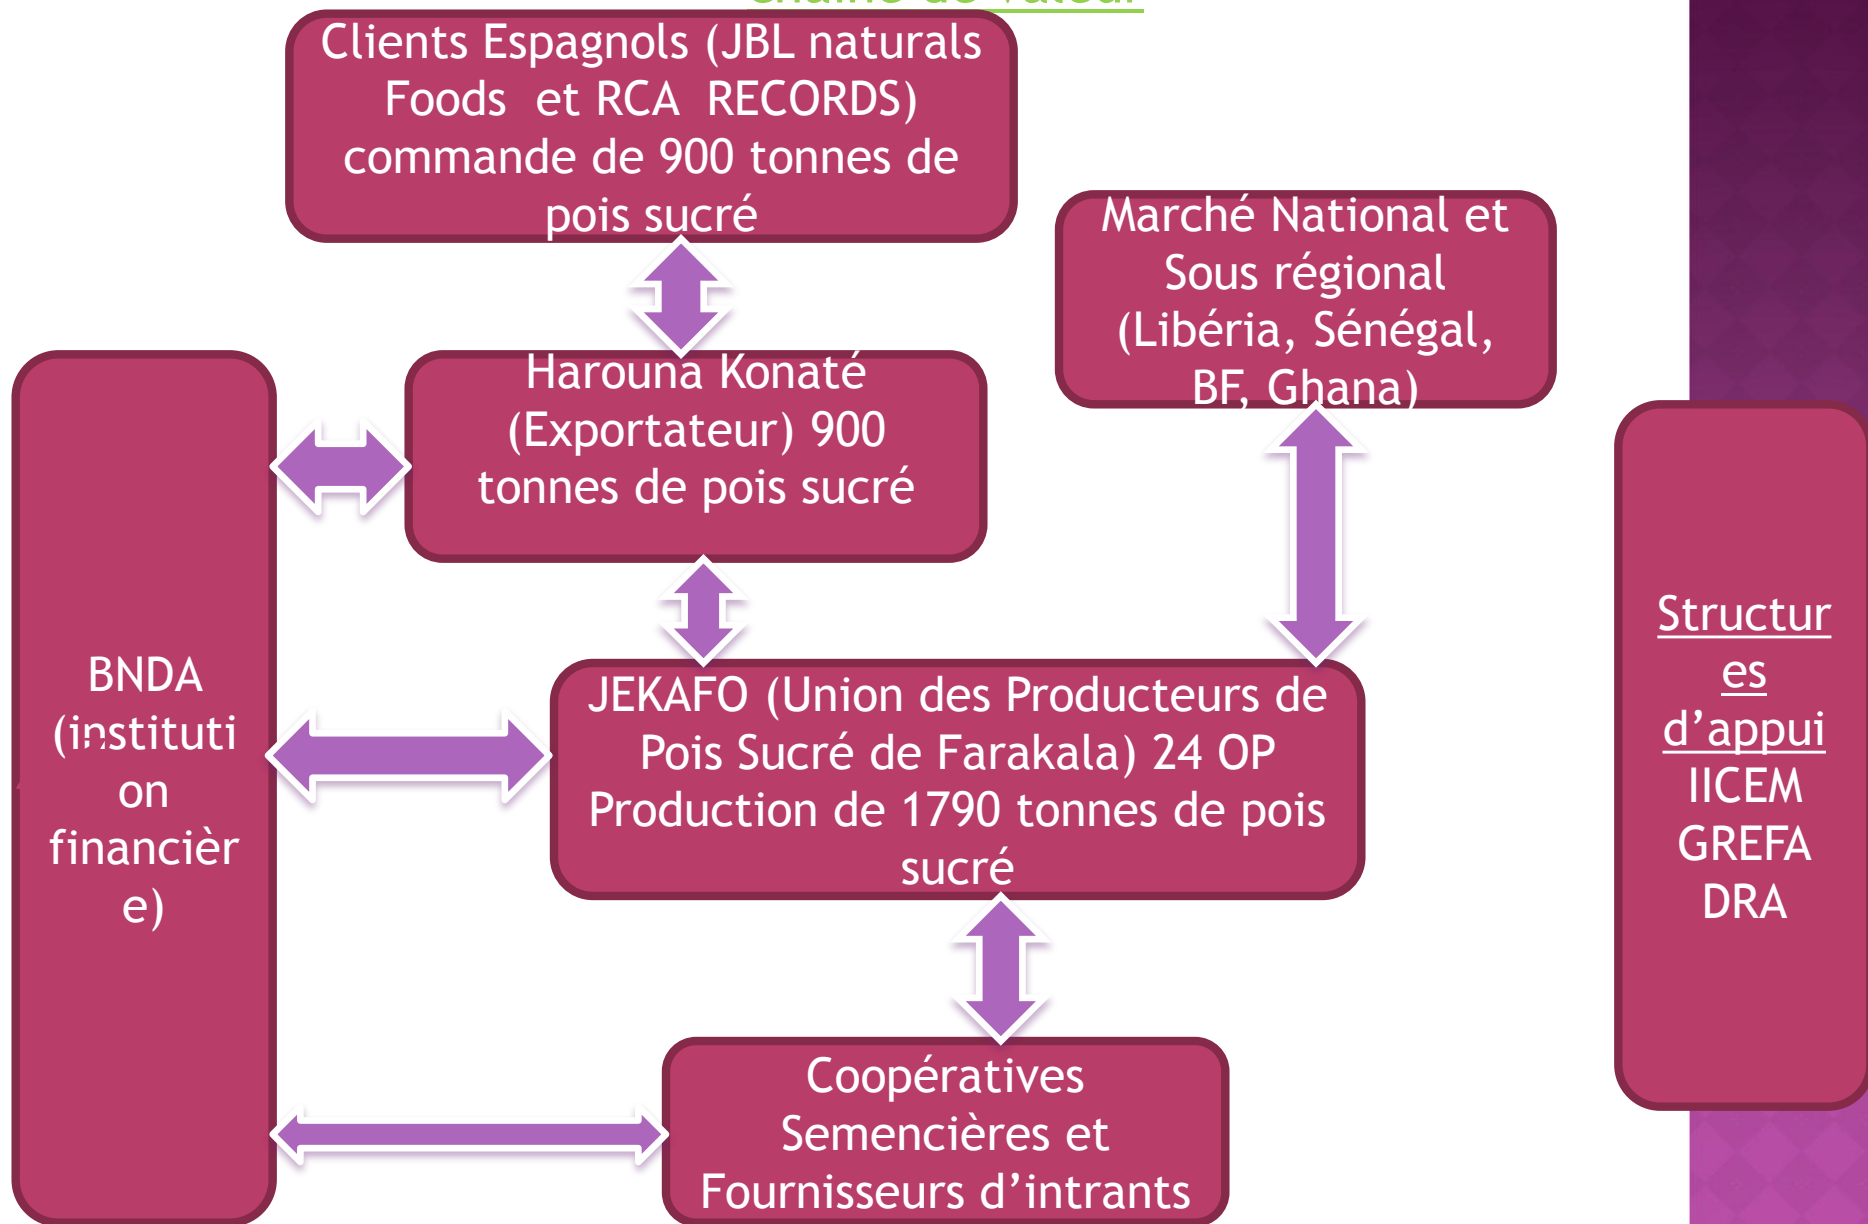 chaîne de valeur
Clients Espagnols (JBL naturals
Foods et RCA RECORDS)
commande de 900 tonnes de
pois sucré
Marché National et
Sous régional
(Libéria, Sénégal,
BF, Ghana)
Harouna Konaté
(Exportateur) 900
tonnes de pois sucré
BNDA
(instituti
on
financièr
e)
JEKAFO (Union des Producteurs de
Pois Sucré de Farakala) 24 OP
Production de 1790 tonnes de pois
sucré
Structur
es
d’appui
IICEM
GREFA
DRA
Coopératives
Semencières et
Fournisseurs d’intrants